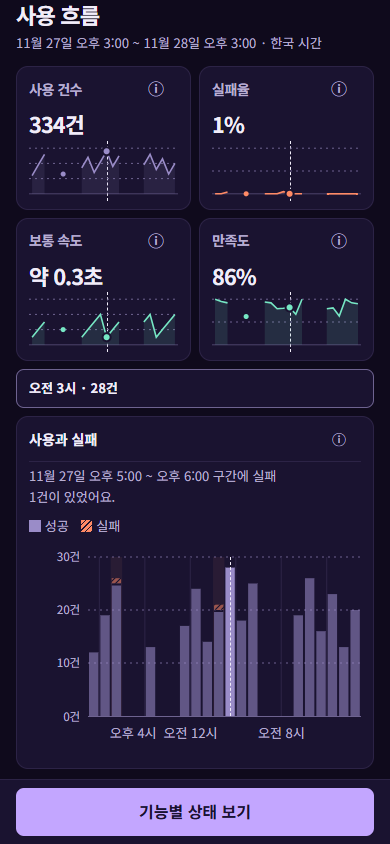 사용 흐름
11월 27일 오후 3:00 ~ 11월 28일 오후 3:00 · 한국 시간
사용 건수 ⓘ
334건
실패율 ⓘ
1%
보통 속도 ⓘ
약 0.3초
만족도 ⓘ
86%
오전 3시 · 28건
사용과 실패 ⓘ
11월 27일 오후 5:00 ~ 오후 6:00 구간에 실패
1건이 있었어요.
성공 실패
30건
20건
10건
0건
오후 4시 오전 12시 오전 8시
기능별 상태 보기